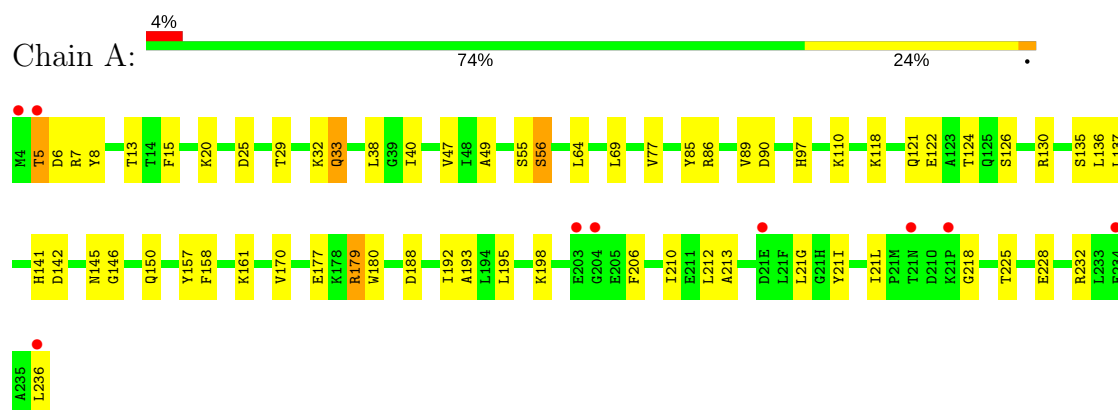 4%
Chain A:
74% 24% •
M4 T5 D6 R7 Y8 T13 T14 F15 K20 D25 T29 K32 Q33 L38 G39 I40 V47 I48 A49 S55 S56 L64 L69 V77 Y85 R86 V89 D90 H97 K110 K118 Q121 E122 A123 T124 Q125 S126 R130 S135 L136 L137
H141 D142 N145 G146 Q150 Y157 F158 K161 V170 E177 K178 R179 W180 D188 I192 A193 L194 L195 K198 E203 G204 E205 F206 I210 E211 L212 A213 D21E L21F L21G G21H Y21I I21L P21M T21N D21O K21P G218 T225 E228 R232 L233 E234
A235 L236